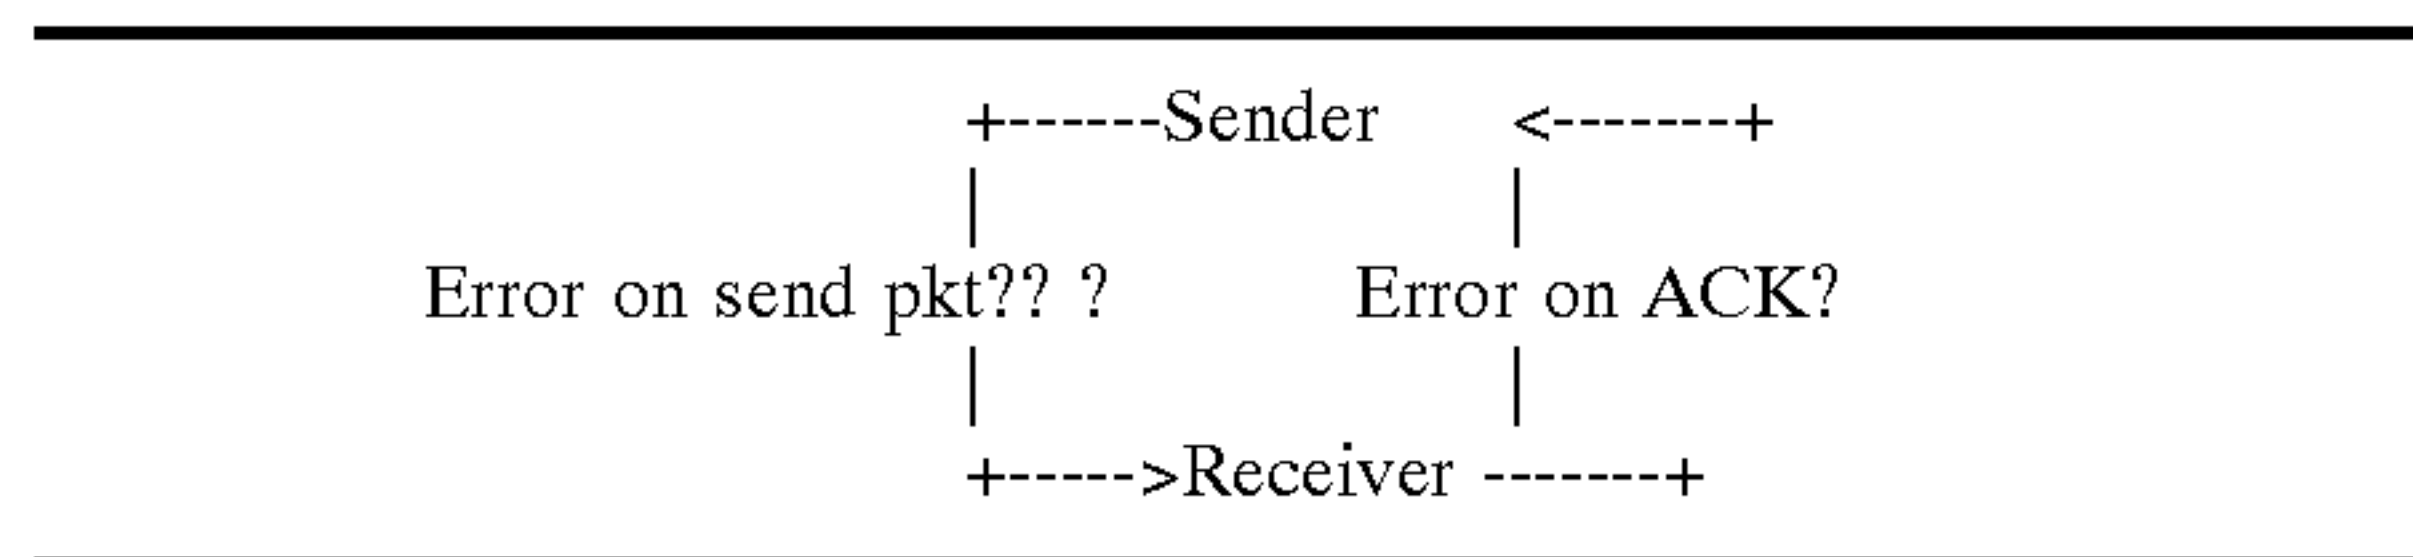 +------Sender <-------+
| |
Error on send pkt?? ? Error on ACK?
| |
+----->Receiver -------+